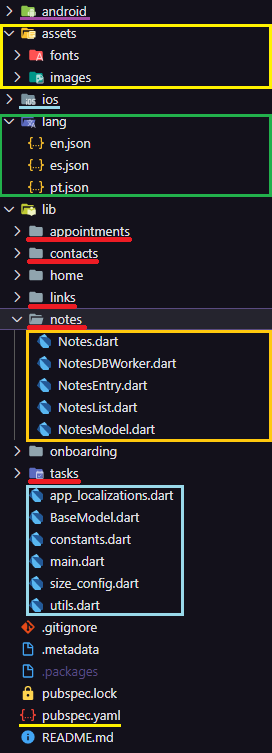 android
assets
fonts
images
ios
lang
en.json
es.json
pt.json
lib
appointments
contacts
home
links
notes
Notes.dart
NotesDBWorker.dart
NotesEntry.dart
NotesList.dart
NotesModel.dart
onboarding
tasks
app_localizations.dart
BaseModel.dart
constants.dart
main.dart
size_config.dart
utils.dart
.gitignore
.metadata
.packages
pubspec.lock
pubspec.yaml
README.md